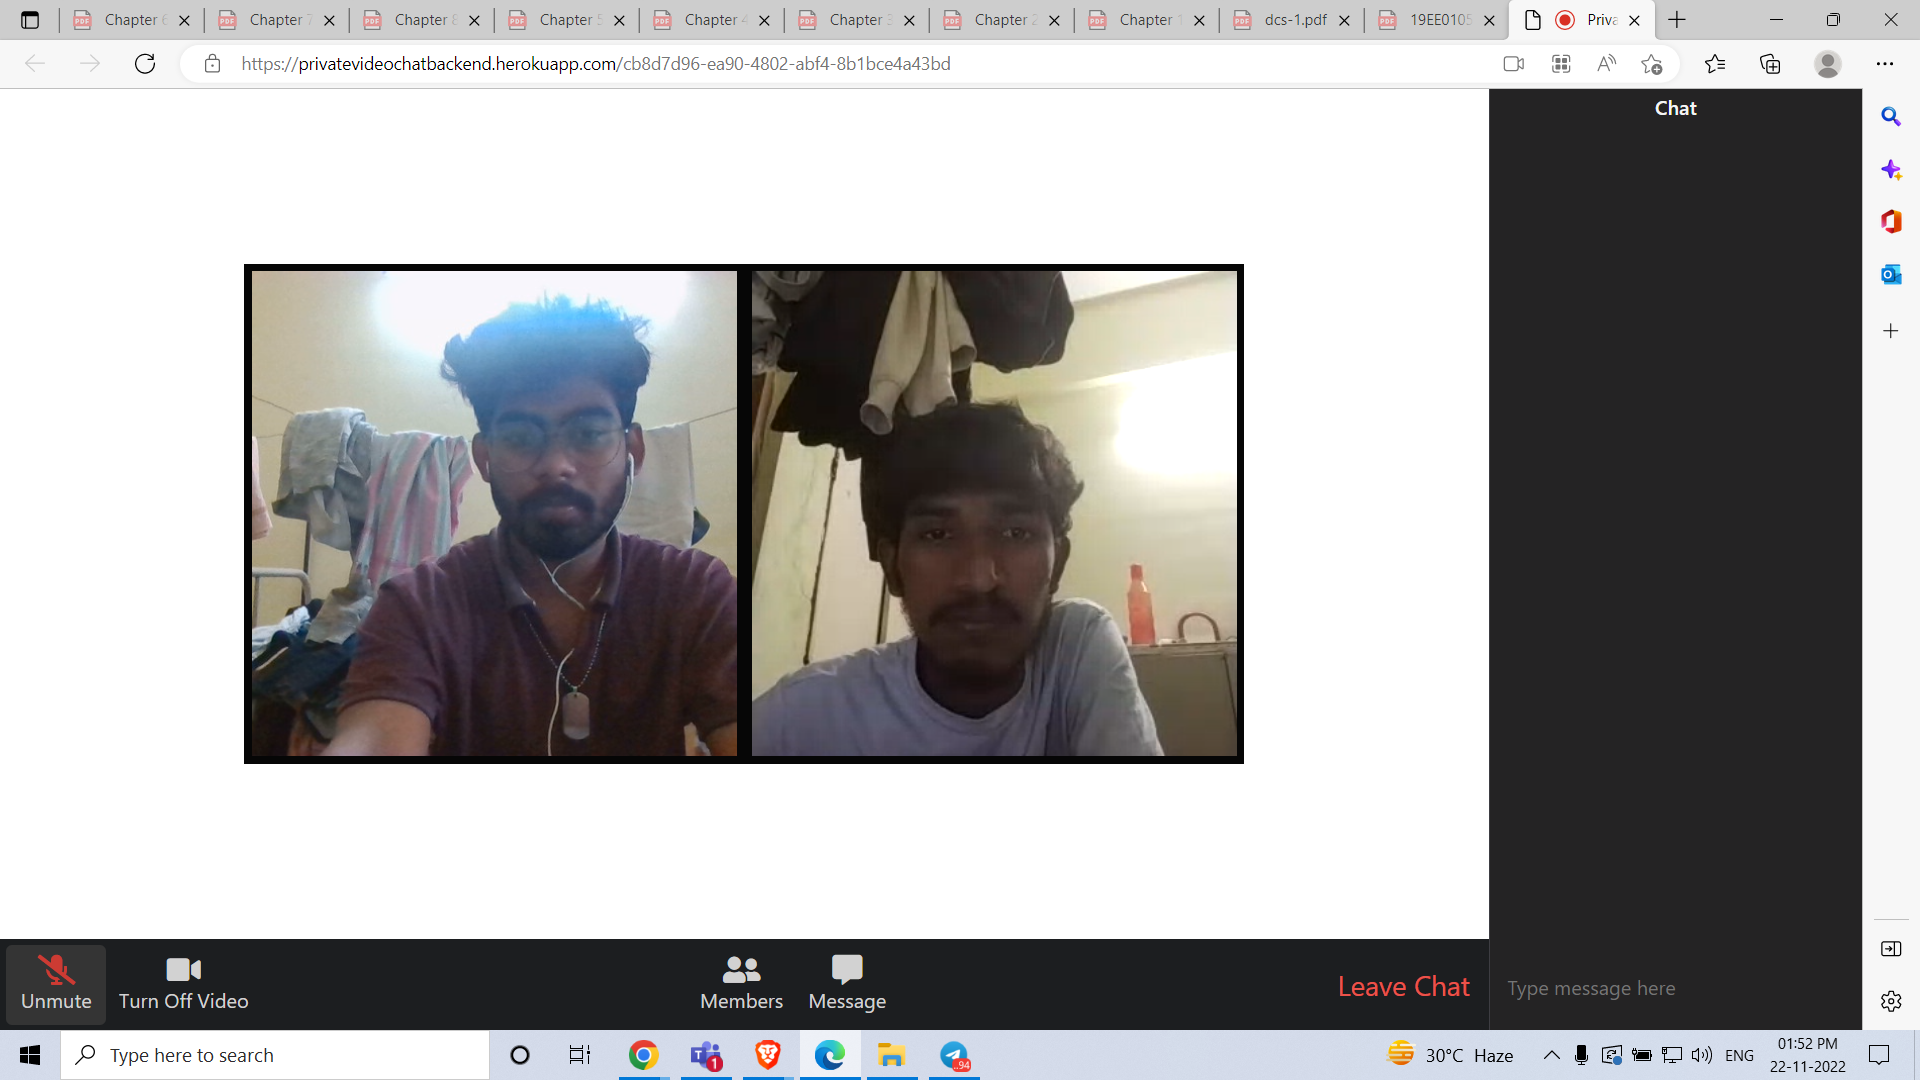 Chapter 6
Chapter 7
Chapter 8
Chapter 5
Chapter 4
Chapter 3
Chapter 2
Chapter 1
dcs-1.pdf
19EE0105
Priva
https://privatevideochatbackend.herokuapp.com/cb8d7d96-ea90-4802-abf4-8b1bce4a43bd
Chat
Unmute
Turn Off Video
Members
Message
Leave Chat
Type message here
Type here to search
1
..94
30°C Haze
ENG
01:52 PM
22-11-2022